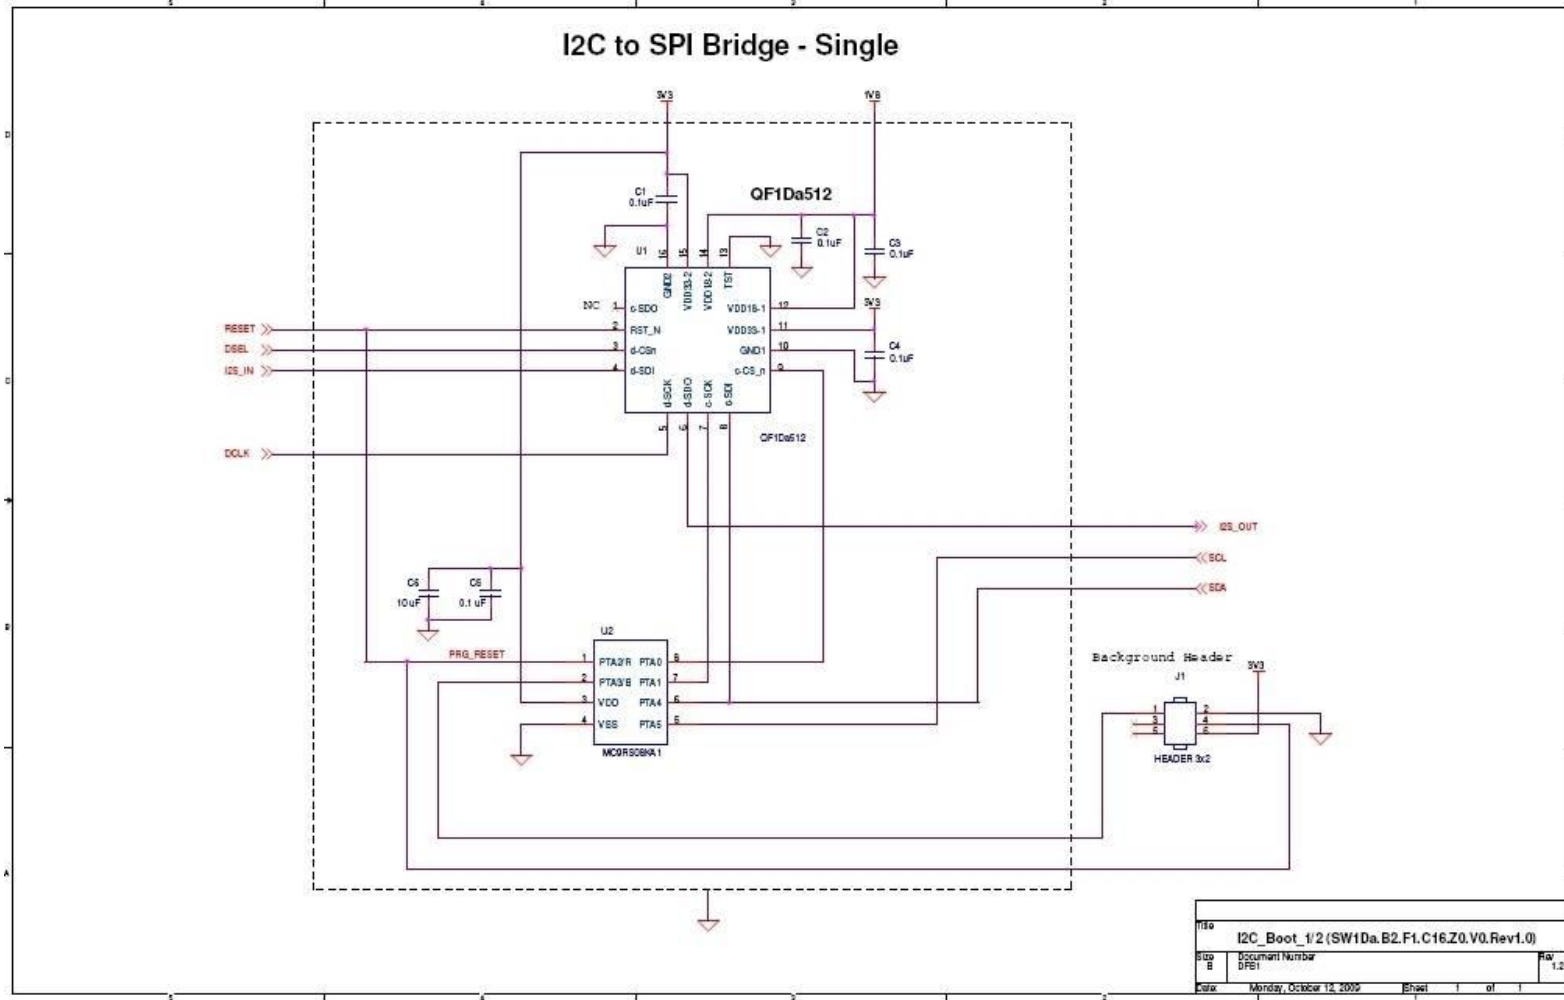 I2C to SPI Bridge - Single
3V3
1V8
QF1Da512
C1
0.1uF
C2
0.1uF
C3
0.1uF
U1
16
15
14
13
GND2
VDD33-2
VDD18-2
TST
NC
1
c-SDO
VDD18-1
12
3V3
RESET
2
RST_N
VDD33-1
11
DSEL
3
d-CSn
GND1
10
C4
0.1uF
I2S_IN
4
d-SDI
c-CS_n
9
d-SCK
d-SDO
c-SCK
c-SDI
5
6
7
8
QF1Da512
DCLK
I2S_OUT
SCL
SDA
C6
10uF
C5
0.1 uF
U2
PRG_RESET
1
PTA2/R
PTA0
8
2
PTA3/B
PTA1
7
3
VDD
PTA4
6
4
VSS
PTA5
5
MC9RS08KA1
Background Header
J1
3V3
1
2
3
4
5
6
HEADER 3x2
Title
I2C_Boot_1/2 (SW1Da.B2.F1.C16.Z0.V0.Rev1.0)
Size
B
Document Number
DFB1
Rev
1.2
Date:
Monday, October 12, 2009
Sheet
1
of
1